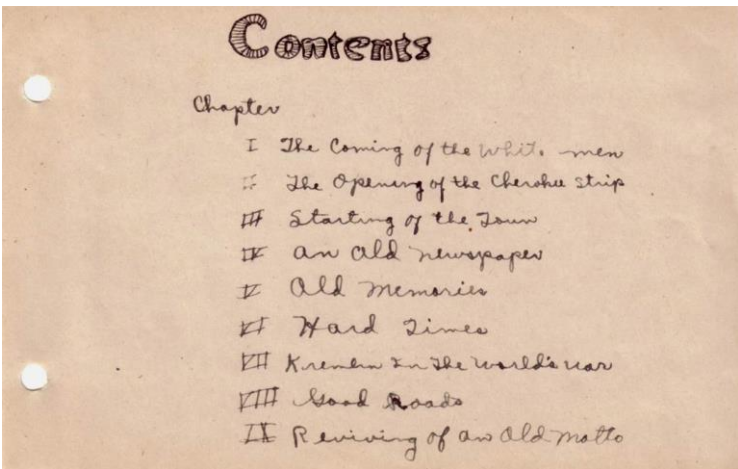 Contents
Chapter
I The Coming of the White men
II The Opening of the Cherokee Strip
III Starting of the Town
IV An Old newspaper
V Old Memories
VI Hard Times
VII Kremlin In The World's War
VIII Good Roads
IX Reviving of an Old Motto